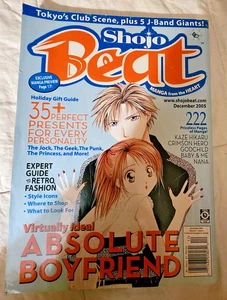 Tokyo's Club Scene, plus 5 J-Band Giants!
Shojo
Beat
MANGA from the HEART
EXCLUSIVE
MANGA PREVIEW
Page 17!
www.shojobeat.com
December 2005
Holiday Gift Guide
35+ PERFECT
PRESENTS
FOR EVERY
PERSONALITY
The Jock, The Geek, The Punk,
The Princess, and More!
222
Priceless Pages of Manga!
KAZE HIKARU
CRIMSON HERO
GODCHILD
BABY & ME
NANA
EXPERT
GUIDE to RETRO
FASHION
• Style Icons
• Where to Shop
• What to Look For
Virtually Ideal
ABSOLUTE
BOYFRIEND